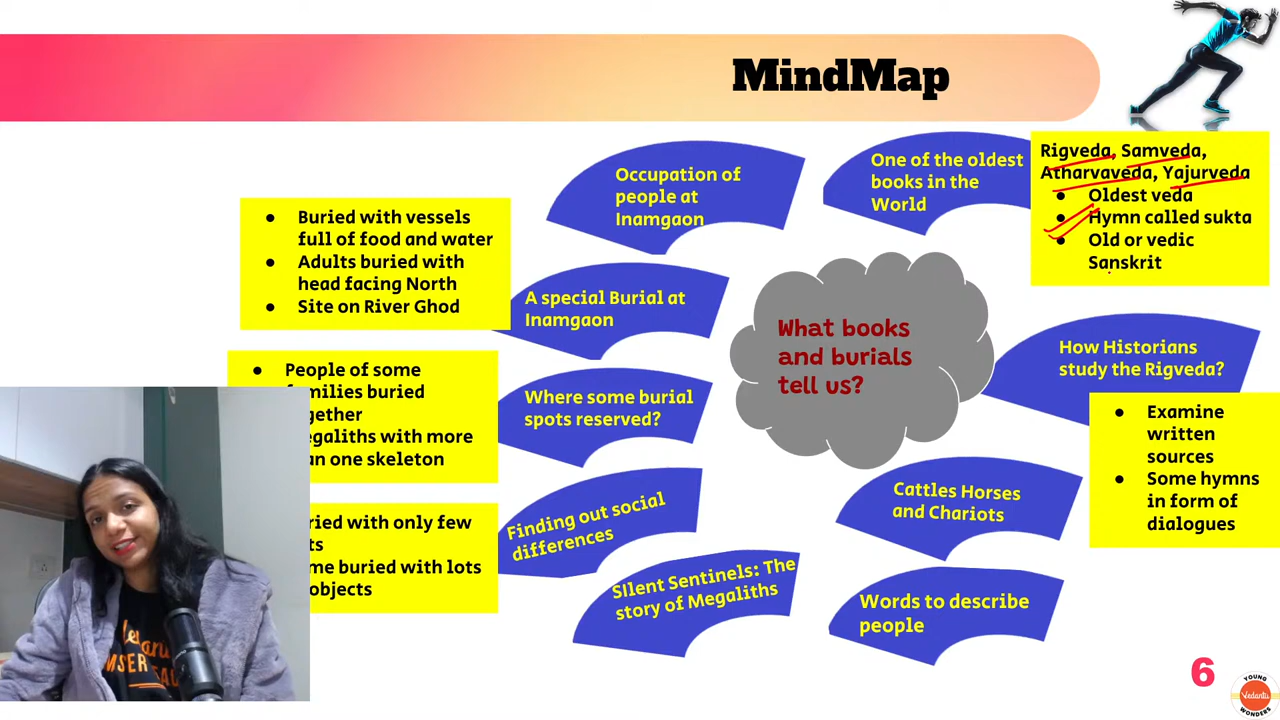 MindMap
Occupation of
people at
Inamgaon
One of the oldest
books in the
World
Rigveda, Samveda,
Atharvaveda, Yajurveda
● Oldest veda
● Hymn called sukta
● Old or vedic
Sanskrit
● Buried with vessels
full of food and water
● Adults buried with
head facing North
● Site on River Ghod
A special Burial at
Inamgaon
What books
and burials
tell us?
How Historians
study the Rigveda?
● Examine
written
sources
● Some hymns
in form of
dialogues
● People of some
buried
with more
one skeleton
Where some burial
spots reserved?
with only few
buried with lots
objects
Finding out social
differences
SIlent Sentinels: The
story of Megaliths
Cattles Horses
and Chariots
Words to describe
people
6
YOUNG
Vedantu
WONDERS